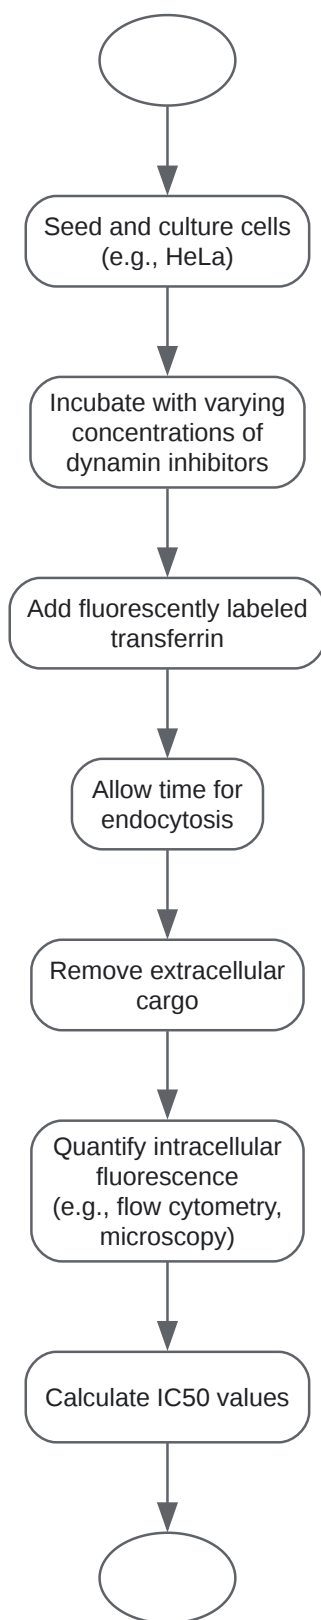 Seed and culture cells
(e.g., HeLa)
Incubate with varying
concentrations of
dynamin inhibitors
Add fluorescently labeled
transferrin
Allow time for
endocytosis
Remove extracellular
cargo
Quantify intracellular
fluorescence
(e.g., flow cytometry,
microscopy)
Calculate IC50 values